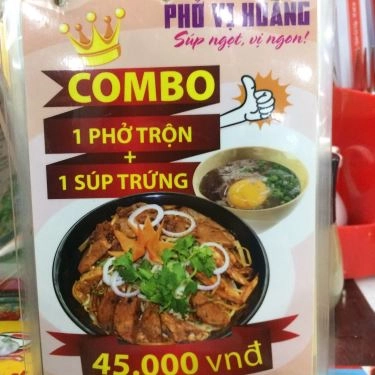 PHỞ VỊ HOÀNG
Súp ngọt, vị ngon!
COMBO
1 PHỞ TRỘN
+
1 SÚP TRỨNG
45.000 vnđ